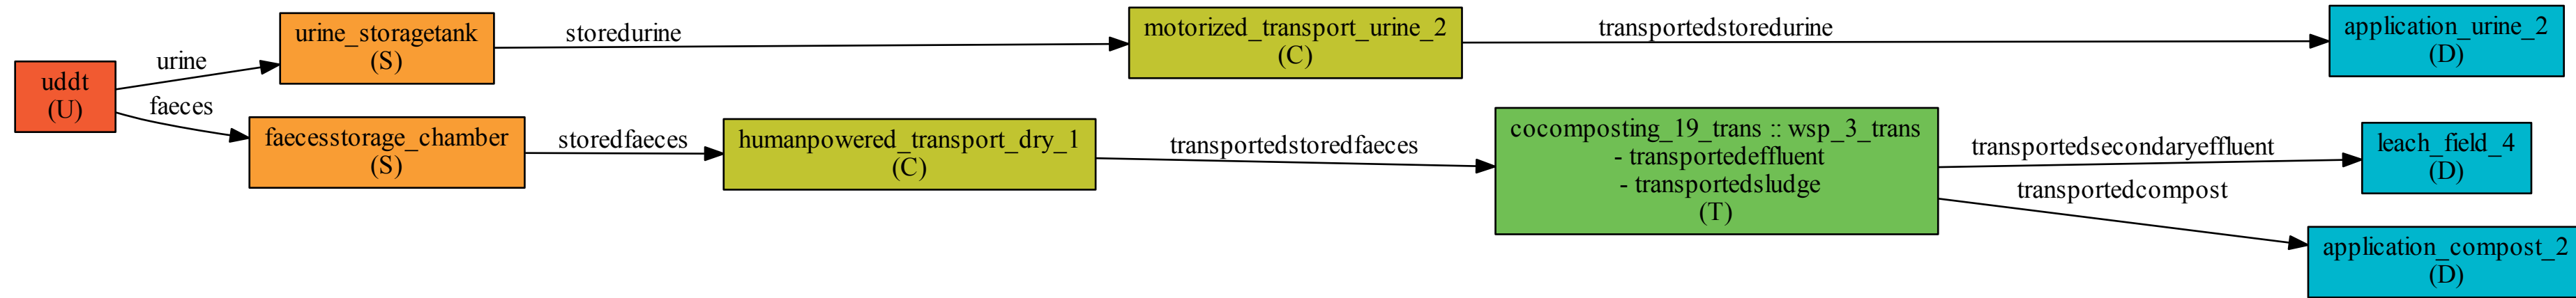 uddt
(U)
urine
faeces
urine_storagetank
(S)
faecesstorage_chamber
(S)
storedurine
storedfaeces
humanpowered_transport_dry_1
(C)
motorized_transport_urine_2
(C)
transportedstoredfaeces
transportedstoredurine
cocomposting_19_trans :: wsp_3_trans
- transportedeffluent
- transportedsludge
(T)
transportedsecondaryeffluent
transportedcompost
application_urine_2
(D)
leach_field_4
(D)
application_compost_2
(D)